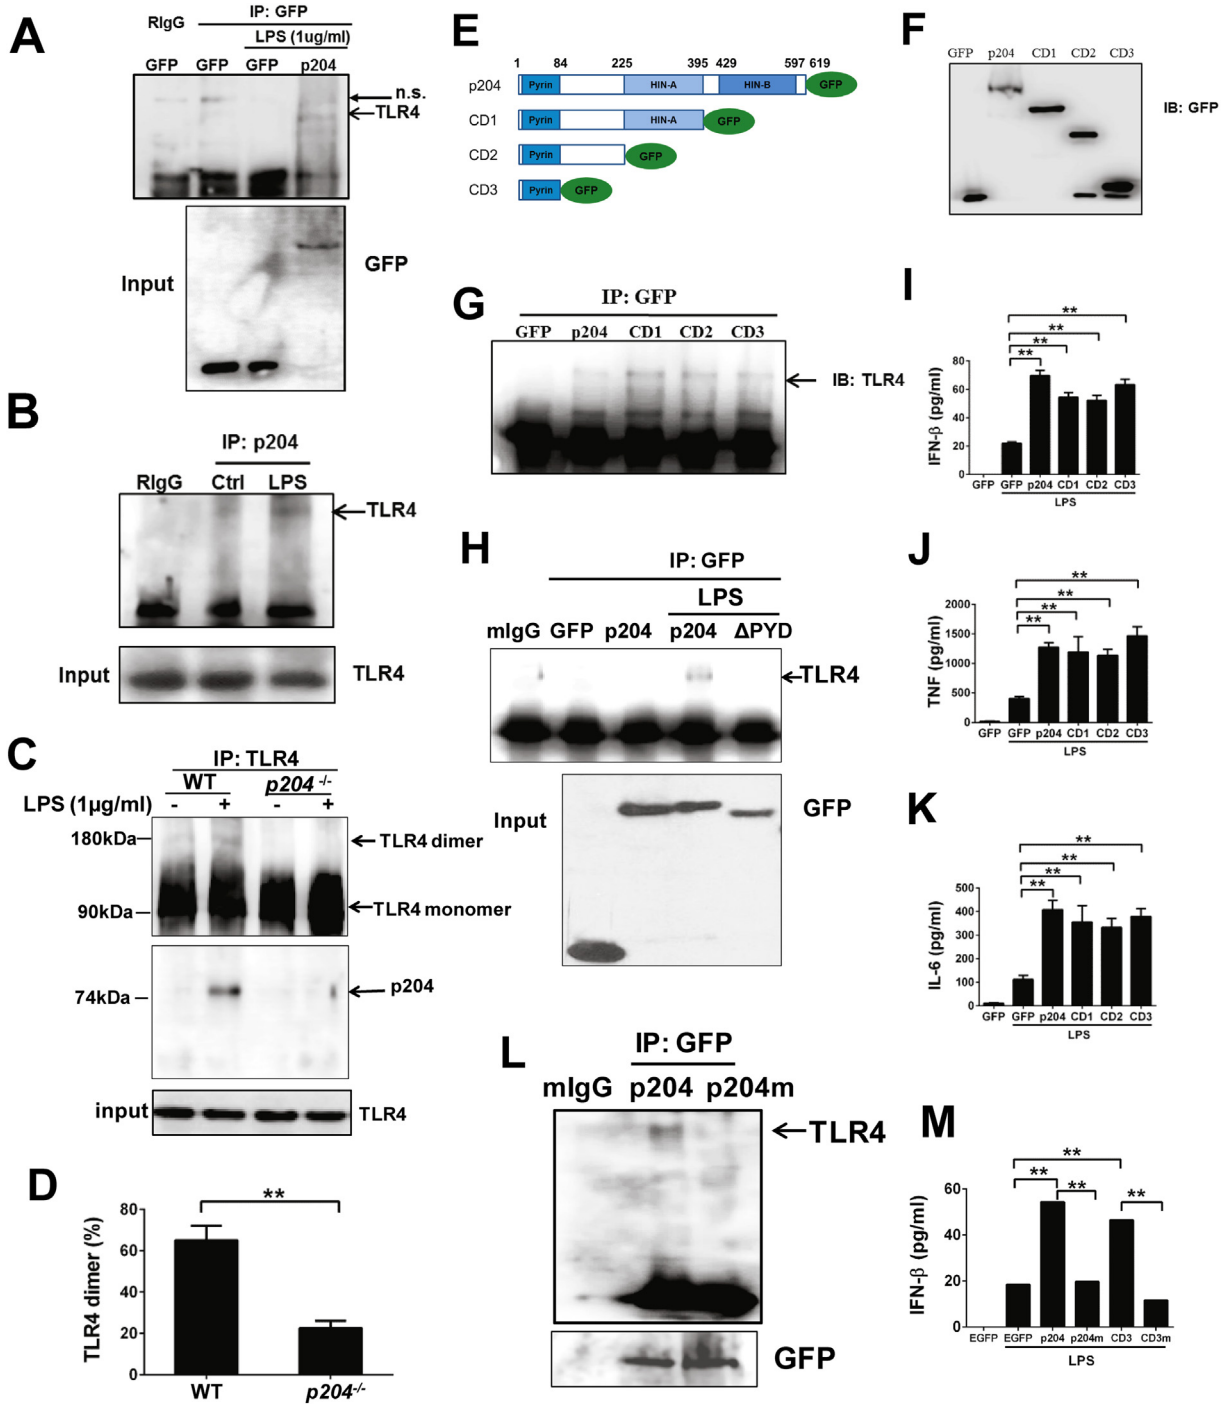 A
RIgG
IP: GFP
LPS (1ug/ml)
GFP GFP GFP p204
n.s.
TLR4
Input
GFP
B
IP: p204
RIgG Ctrl LPS
TLR4
Input
TLR4
C
IP: TLR4
WT p204 -/-
LPS (1µg/ml) - + - +
180kDa
TLR4 dimer
90kDa
TLR4 monomer
74kDa
p204
input
TLR4
D
**
TLR4 dimer (%)
80
60
40
20
0
WT p204-/-
E
1 84 225 395 429 597 619
p204 Pyrin HIN-A HIN-B GFP
CD1 Pyrin HIN-A GFP
CD2 Pyrin GFP
CD3 Pyrin GFP
F
GFP p204 CD1 CD2 CD3
IB: GFP
G
IP: GFP
GFP p204 CD1 CD2 CD3
IB: TLR4
H
IP: GFP
LPS
mIgG GFP p204 p204 ΔPYD
TLR4
Input
GFP
I
**
**
**
**
IFN-β (pg/ml)
80
60
40
20
0
GFP GFP p204 CD1 CD2 CD3
LPS
J
**
**
**
**
TNF (pg/ml)
2000
1500
1000
500
0
GFP GFP p204 CD1 CD2 CD3
LPS
K
**
**
**
**
IL-6 (pg/ml)
500
400
300
200
100
0
GFP GFP p204 CD1 CD2 CD3
LPS
L
IP: GFP
mIgG p204 p204m
TLR4
GFP
M
**
** ** **
IFN-β (pg/ml)
60
40
20
0
EGFP EGFP p204 p204m CD3 CD3m
LPS